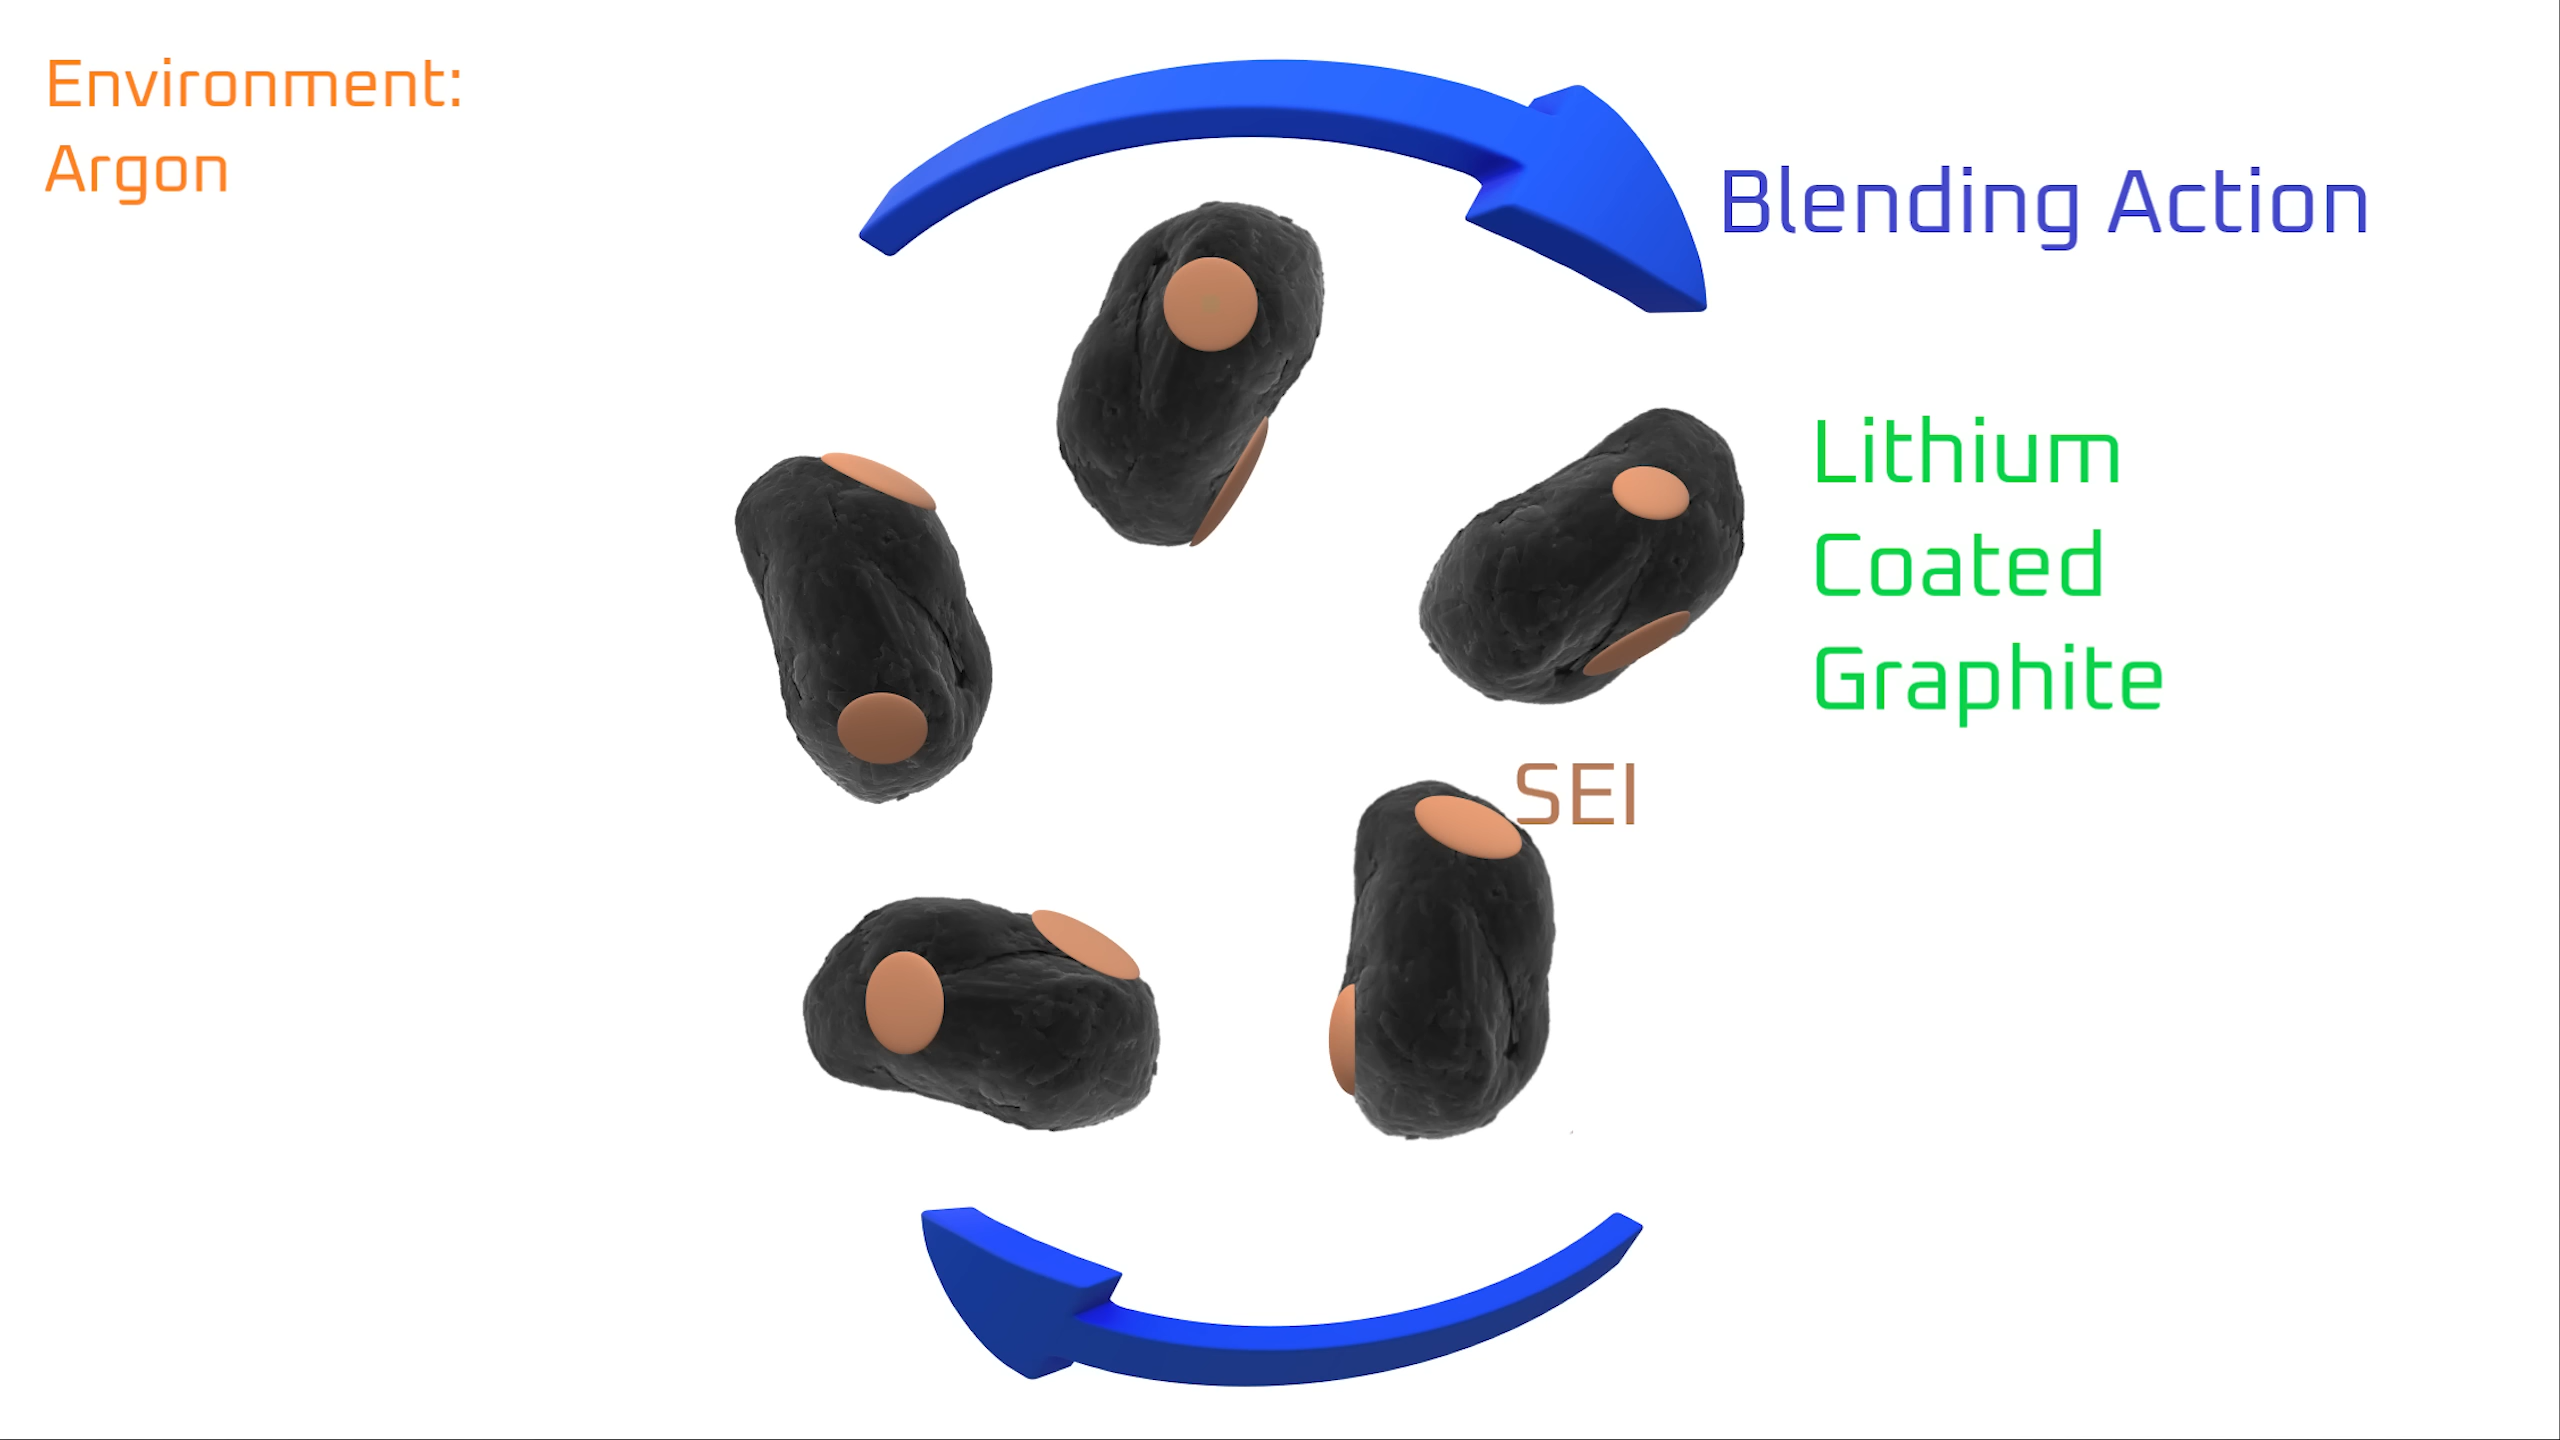 Environment:
Argon
Blending Action
Lithium
Coated
Graphite
SEI